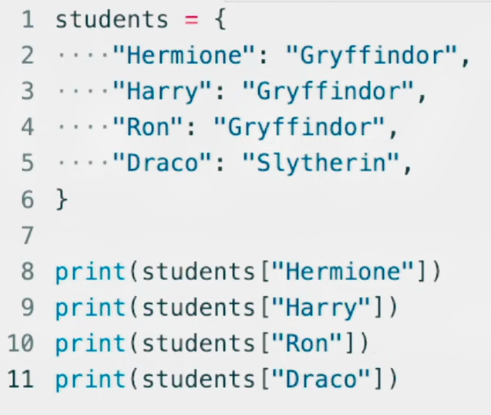 1 students = {
2 ····"Hermione": "Gryffindor",
3 ····"Harry": "Gryffindor",
4 ····"Ron": "Gryffindor",
5 ····"Draco": "Slytherin",
6 }
7
8 print(students["Hermione"])
9 print(students["Harry"])
10 print(students["Ron"])
11 print(students["Draco"])